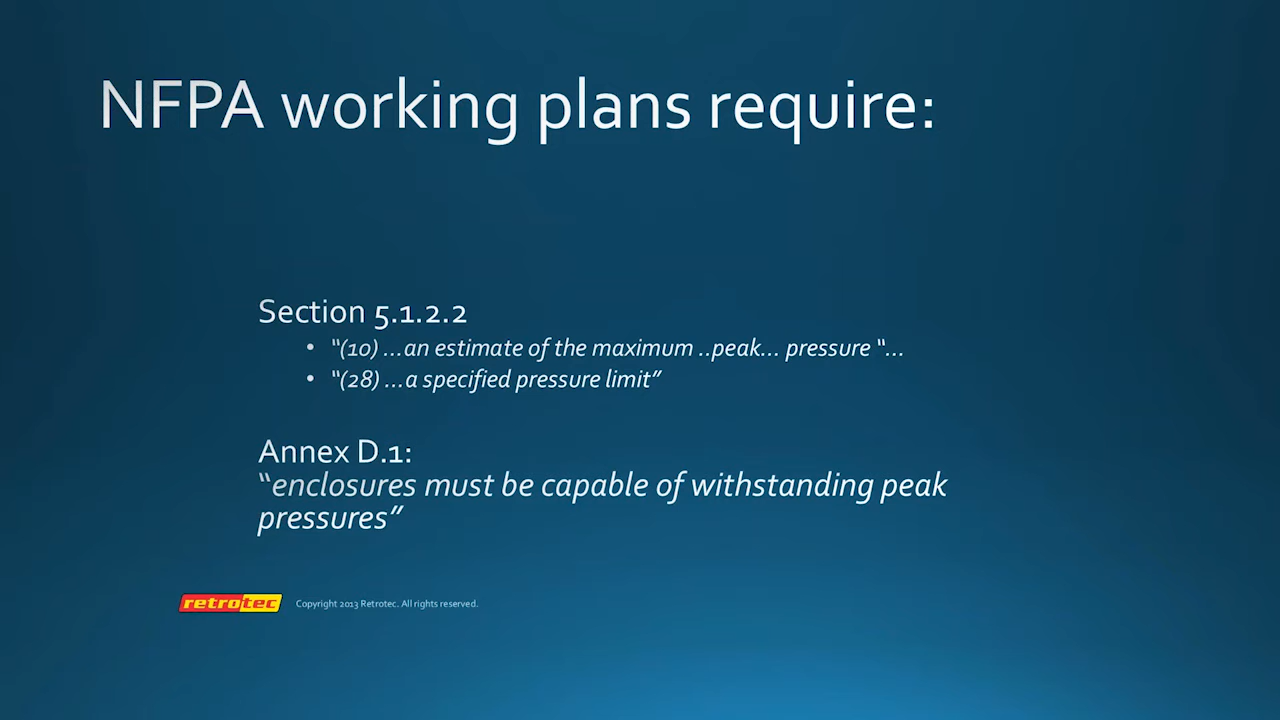 NFPA working plans require:
Section 5.1.2.2
• “(10) ...an estimate of the maximum ..peak... pressure “...
• “(28) ...a specified pressure limit”
Annex D.1:
“enclosures must be capable of withstanding peak
pressures”
retrotec Copyright 2013 Retrotec. All rights reserved.